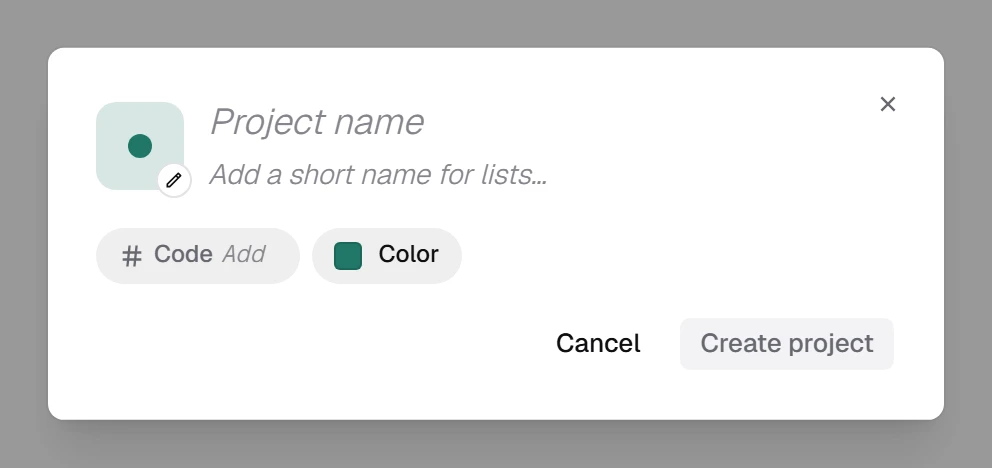 Project name
Add a short name for lists...
# Code Add
Color
Cancel
Create project